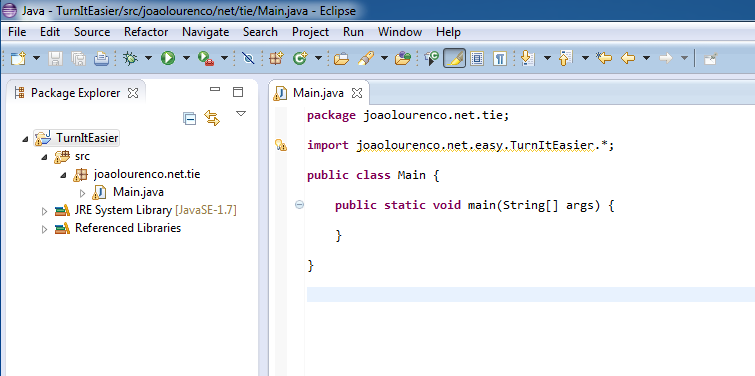 Java - TurnItEasier/src/joaolourenco/net/tie/Main.java - Eclipse
File Edit Source Refactor Navigate Search Project Run Window Help
Package Explorer
TurnItEasier
src
joaolourenco.net.tie
Main.java
JRE System Library [JavaSE-1.7]
Referenced Libraries
Main.java
package joaolourenco.net.tie;
import joaolourenco.net.easy.TurnItEasier.*;
public class Main {
public static void main(String[] args) {
}
}